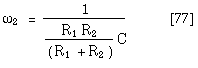 ω₂ = 1 / ( (R₁ R₂ / (R₁ + R₂)) C ) [77]